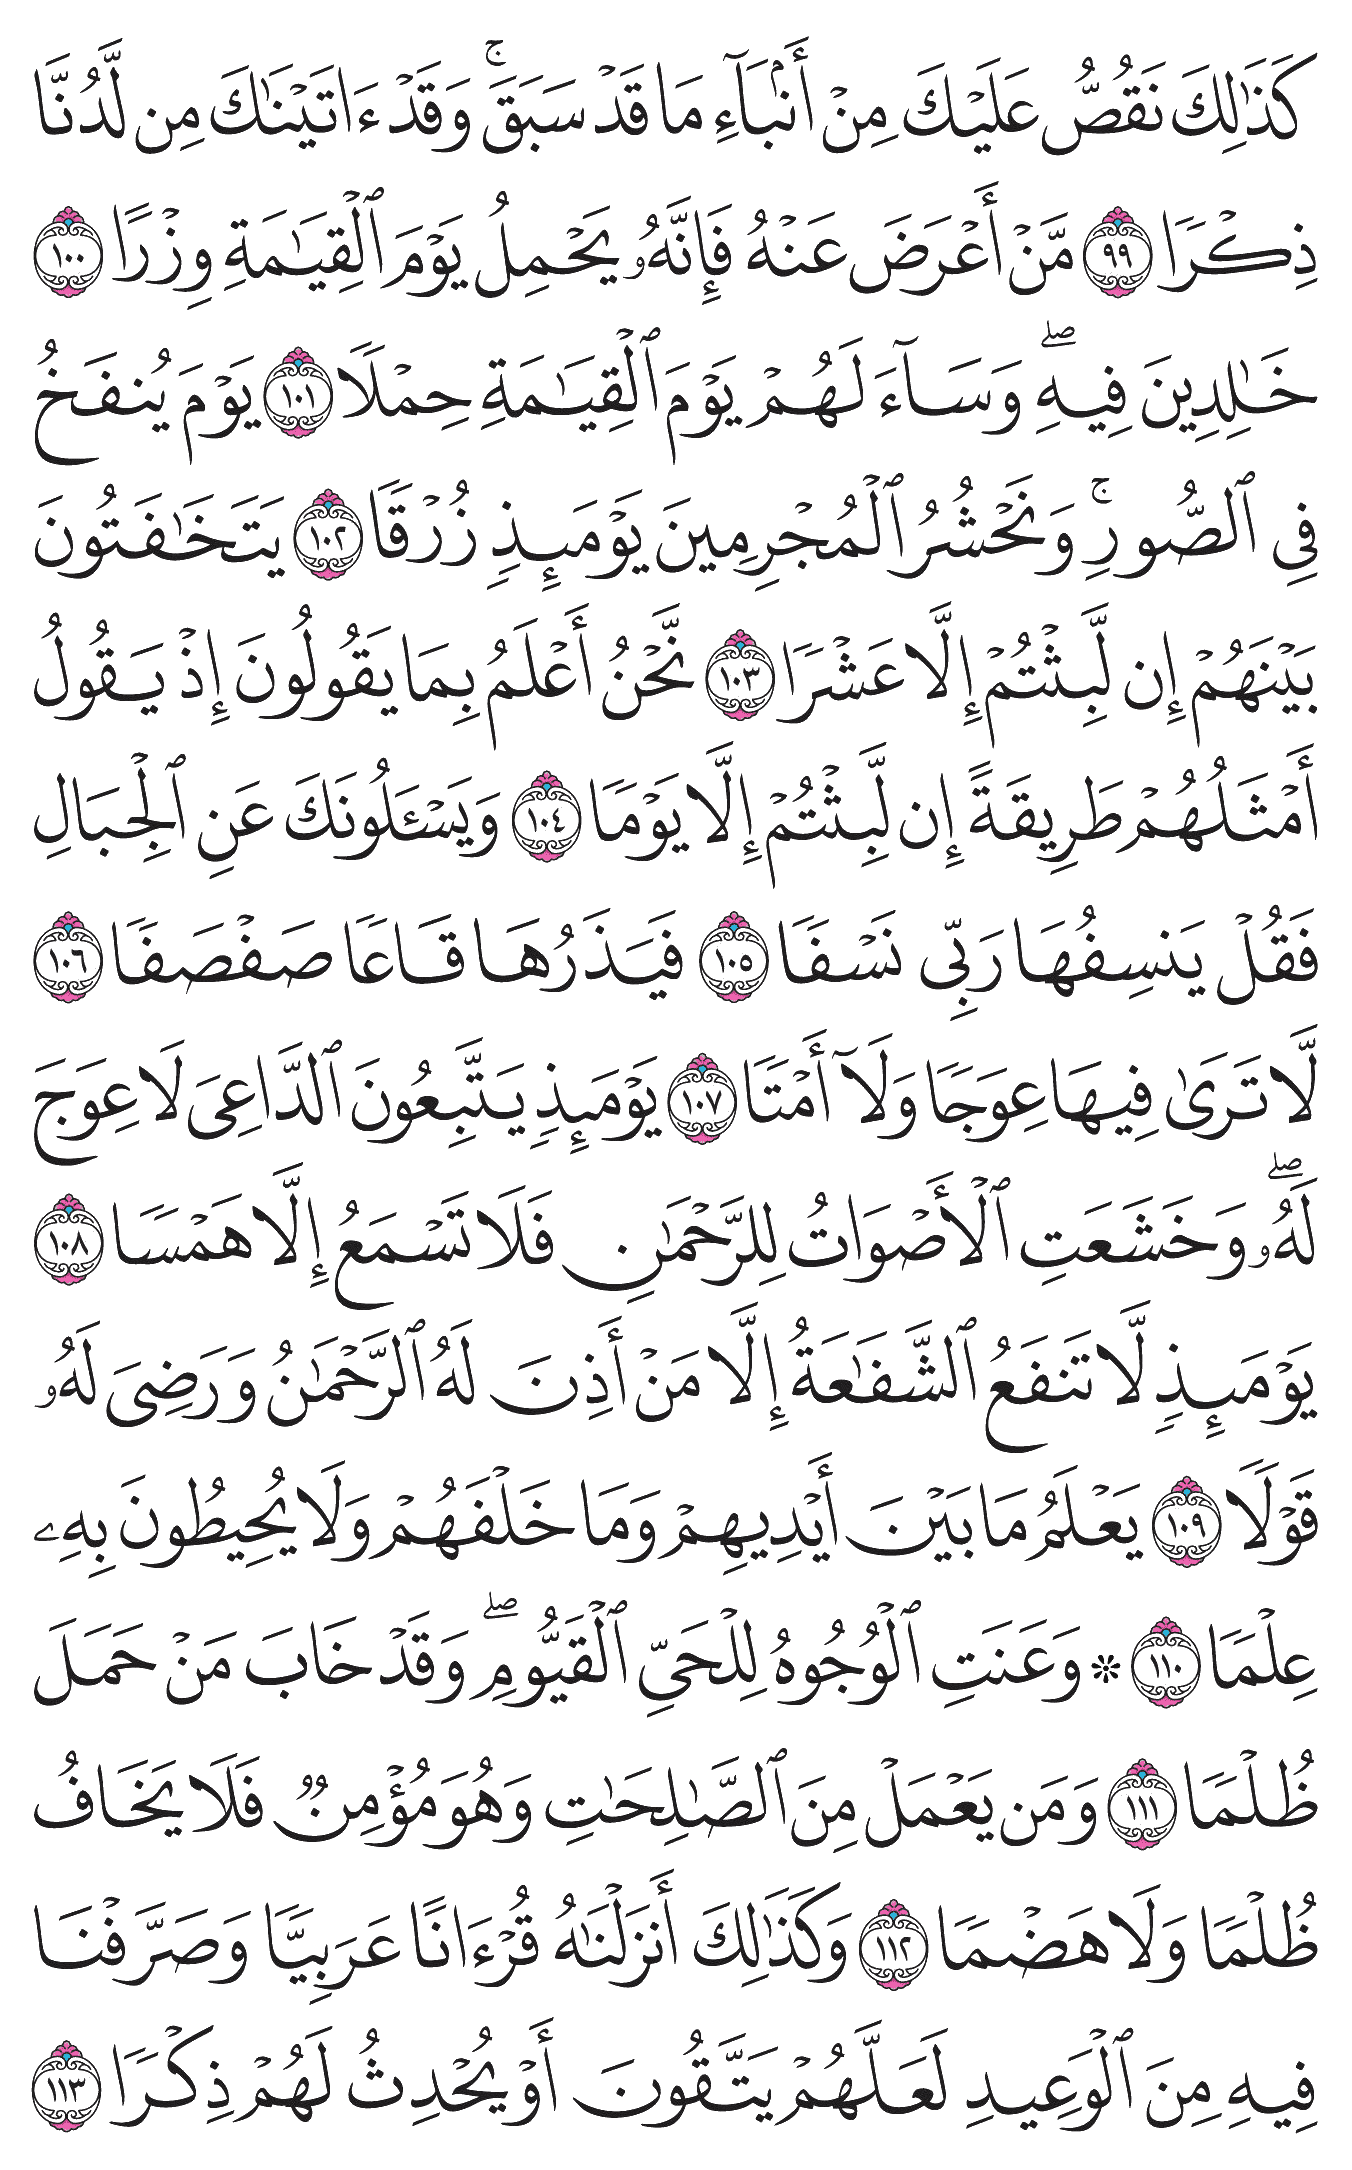 كَذَٰلِكَ نَقُصُّ عَلَيۡكَ مِنۡ أَنۢبَآءِ مَا قَدۡ سَبَقَۚ وَقَدۡ ءَاتَيۡنَٰكَ مِن لَّدُنَّا
ذِكۡرٗا ٩٩ مَّنۡ أَعۡرَضَ عَنۡهُ فَإِنَّهُۥ يَحۡمِلُ يَوۡمَ ٱلۡقِيَٰمَةِ وِزۡرًا ١٠٠
خَٰلِدِينَ فِيهِۖ وَسَآءَ لَهُمۡ يَوۡمَ ٱلۡقِيَٰمَةِ حِمۡلٗا ١٠١ يَوۡمَ يُنفَخُ
فِي ٱلصُّورِۚ وَنَحۡشُرُ ٱلۡمُجۡرِمِينَ يَوۡمَئِذٖ زُرۡقٗا ١٠٢ يَتَخَٰفَتُونَ
بَيۡنَهُمۡ إِن لَّبِثۡتُمۡ إِلَّا عَشۡرٗا ١٠٣ نَّحۡنُ أَعۡلَمُ بِمَا يَقُولُونَ إِذۡ يَقُولُ
أَمۡثَلُهُمۡ طَرِيقَةً إِن لَّبِثۡتُمۡ إِلَّا يَوۡمٗا ١٠٤ وَيَسۡـَٔلُونَكَ عَنِ ٱلۡجِبَالِ
فَقُلۡ يَنسِفُهَا رَبِّي نَسۡفٗا ١٠٥ فَيَذَرُهَا قَاعٗا صَفۡصَفٗا ١٠٦
لَّا تَرَىٰ فِيهَا عِوَجٗا وَلَآ أَمۡتٗا ١٠٧ يَوۡمَئِذٖ يَتَّبِعُونَ ٱلدَّاعِيَ لَا عِوَجَ
لَهُۥۖ وَخَشَعَتِ ٱلۡأَصۡوَاتُ لِلرَّحۡمَٰنِ فَلَا تَسۡمَعُ إِلَّا هَمۡسٗا ١٠٨
يَوۡمَئِذٖ لَّا تَنفَعُ ٱلشَّفَٰعَةُ إِلَّا مَنۡ أَذِنَ لَهُ ٱلرَّحۡمَٰنُ وَرَضِيَ لَهُۥ
قَوۡلٗا ١٠٩ يَعۡلَمُ مَا بَيۡنَ أَيۡدِيهِمۡ وَمَا خَلۡفَهُمۡ وَلَا يُحِيطُونَ بِهِۦ
عِلۡمٗا ١١٠ ۞ وَعَنَتِ ٱلۡوُجُوهُ لِلۡحَيِّ ٱلۡقَيُّومِۖ وَقَدۡ خَابَ مَنۡ حَمَلَ
ظُلۡمٗا ١١١ وَمَن يَعۡمَلۡ مِنَ ٱلصَّٰلِحَٰتِ وَهُوَ مُؤۡمِنٞ فَلَا يَخَافُ
ظُلۡمٗا وَلَا هَضۡمٗا ١١٢ وَكَذَٰلِكَ أَنزَلۡنَٰهُ قُرۡءَانًا عَرَبِيّٗا وَصَرَّفۡنَا
فِيهِ مِنَ ٱلۡوَعِيدِ لَعَلَّهُمۡ يَتَّقُونَ أَوۡ يُحۡدِثُ لَهُمۡ ذِكۡرٗا ١١٣